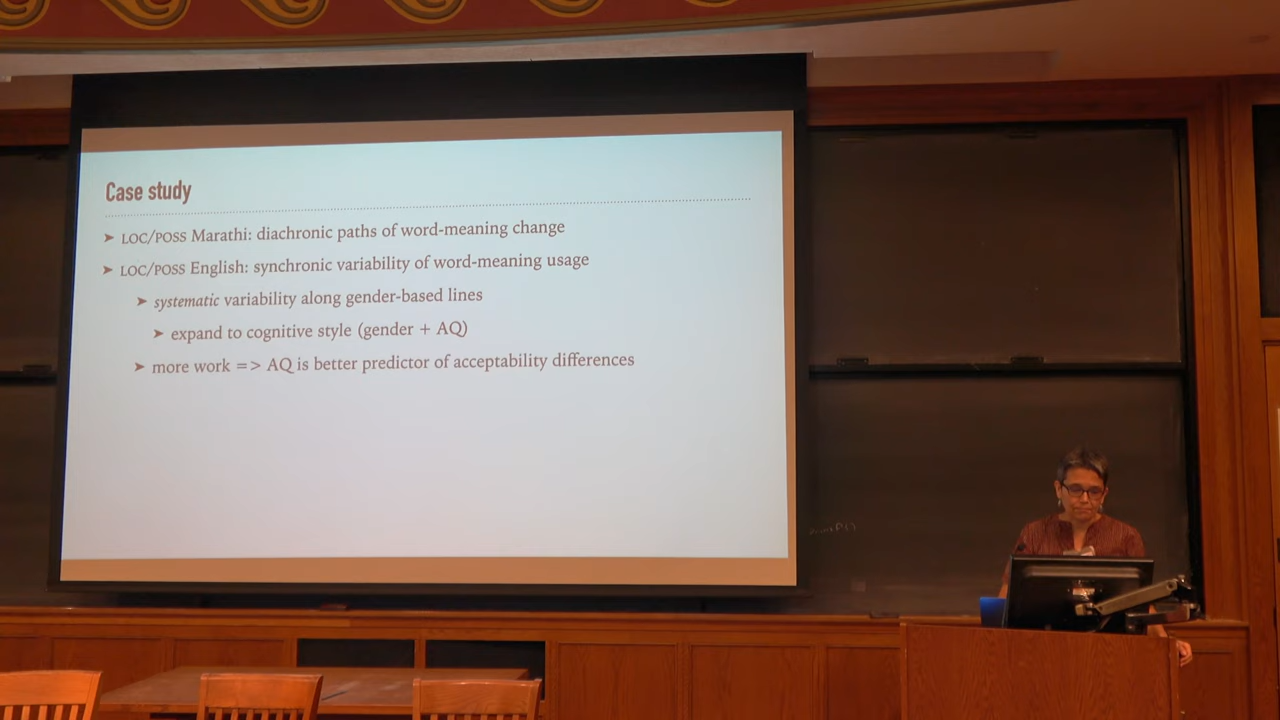 Case study
➤ LOC/POSS Marathi: diachronic paths of word-meaning change
➤ LOC/POSS English: synchronic variability of word-meaning usage
➤ systematic variability along gender-based lines
➤ expand to cognitive style (gender + AQ)
➤ more work => AQ is better predictor of acceptability differences